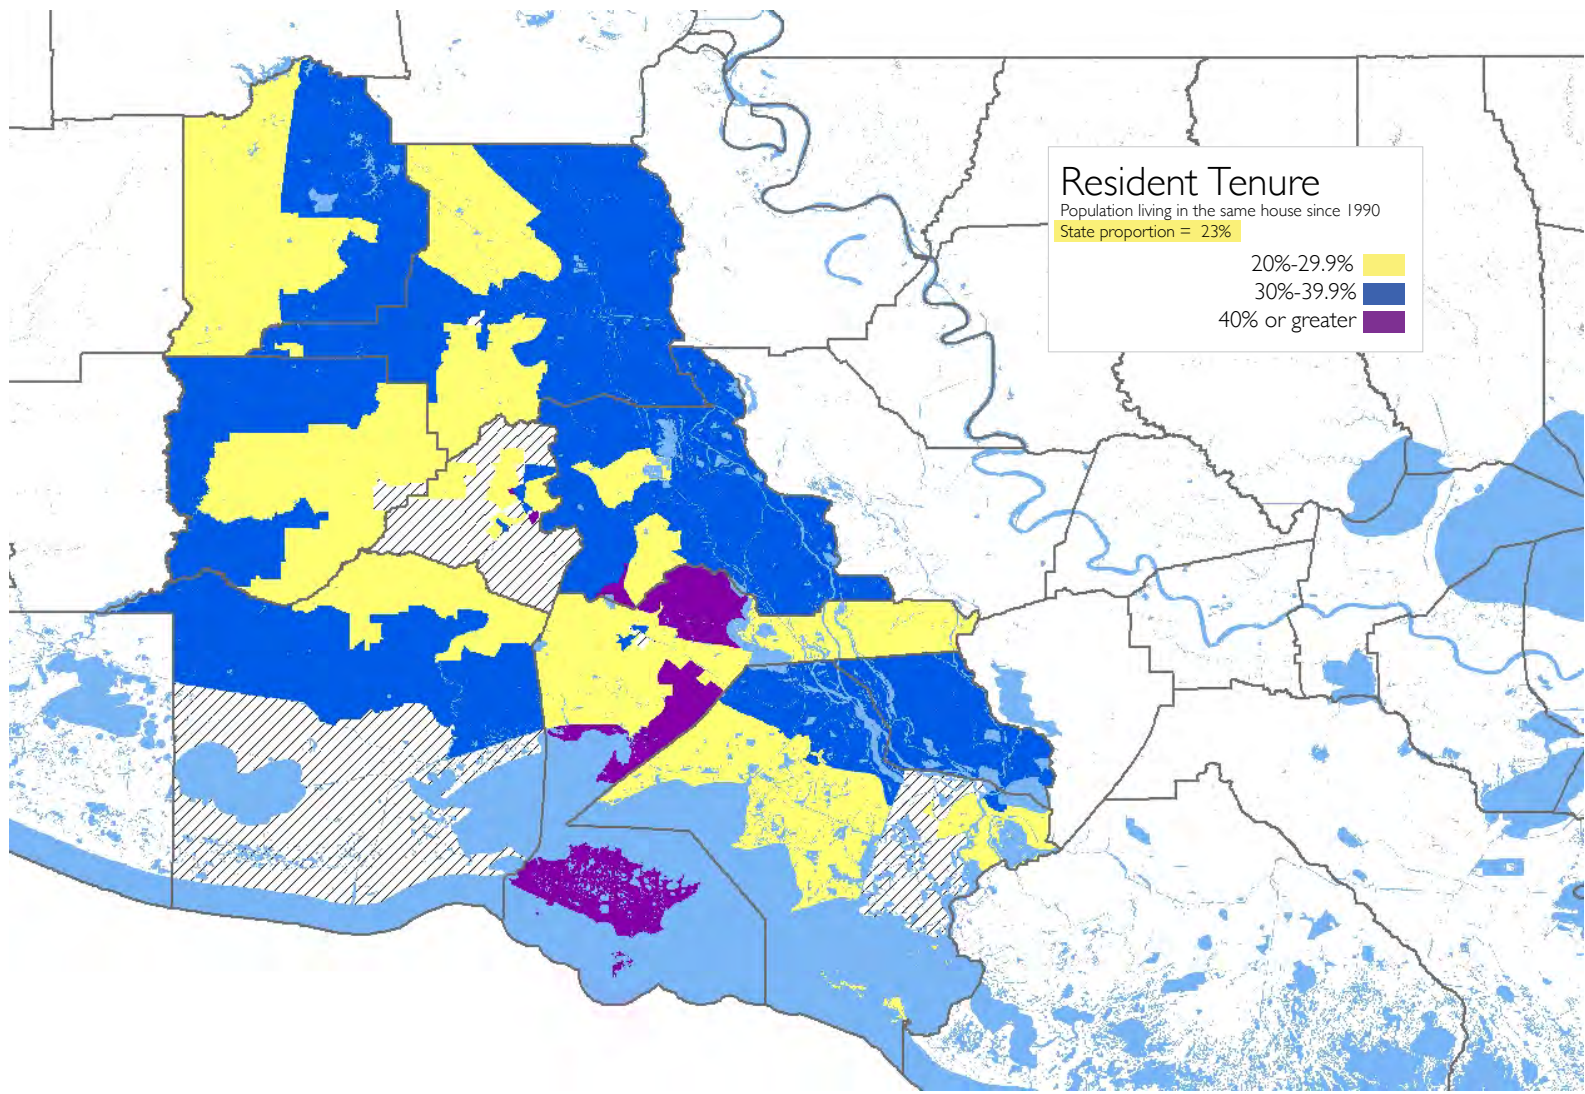 Resident Tenure
Population living in the same house since 1990
State proportion = 23%
20%-29.9%
30%-39.9%
40% or greater